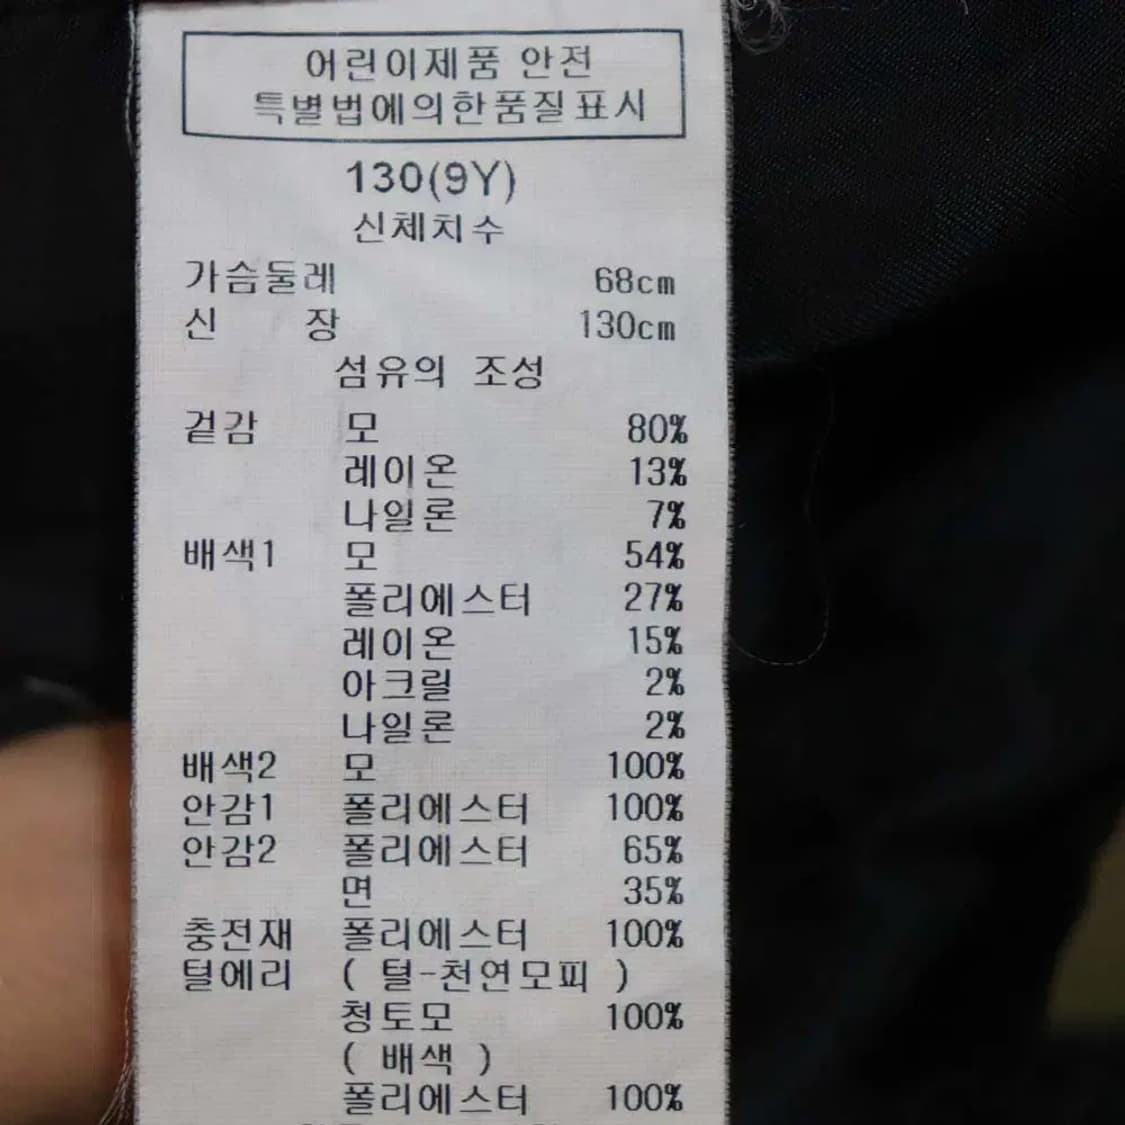 어린이제품 안전
특별법에의한품질표시
130(9Y)
신체치수
가슴둘레 68cm
신 장 130cm
섬유의 조성
겉감 모 80%
레이온 13%
나일론 7%
배색1 모 54%
폴리에스터 27%
레이온 15%
아크릴 2%
나일론 2%
배색2 모 100%
안감1 폴리에스터 100%
안감2 폴리에스터 65%
면 35%
충전재 폴리에스터 100%
털에리 ( 털-천연모피 )
청토모 100%
( 배색 )
폴리에스터 100%